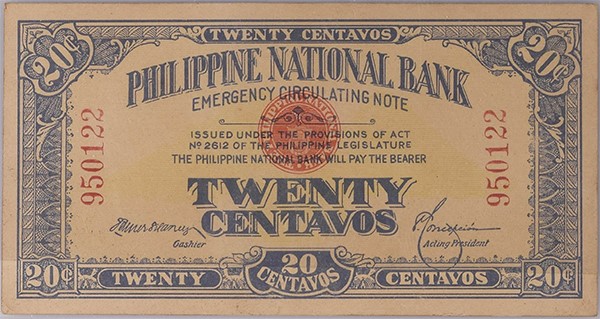 TWENTY CENTAVOS
20¢ 20¢
PHILIPPINE NATIONAL BANK
EMERGENCY CIRCULATING NOTE
ISSUED UNDER THE PROVISIONS OF ACT
Nº 2612 OF THE PHILIPPINE LEGISLATURE
THE PHILIPPINE NATIONAL BANK WILL PAY THE BEARER
950122 950122
TWENTY
CENTAVOS
Cashier
Acting President
20¢ TWENTY 20 CENTAVOS CENTAVOS 20¢